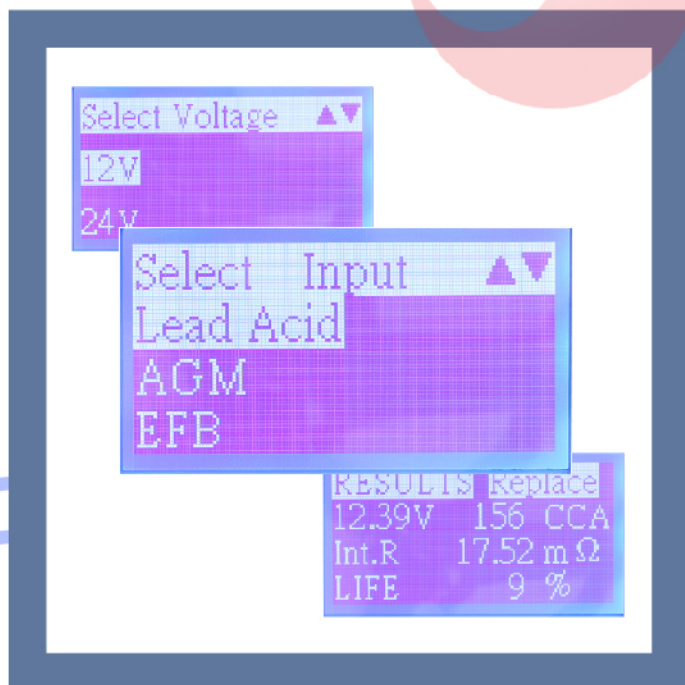 Select Voltage ▲▼
12V
24V
Select Input ▲▼
Lead Acid
AGM
EFB
RESULTS Replace
12.39V 156 CCA
Int.R 17.52 m Ω
LIFE 9 %